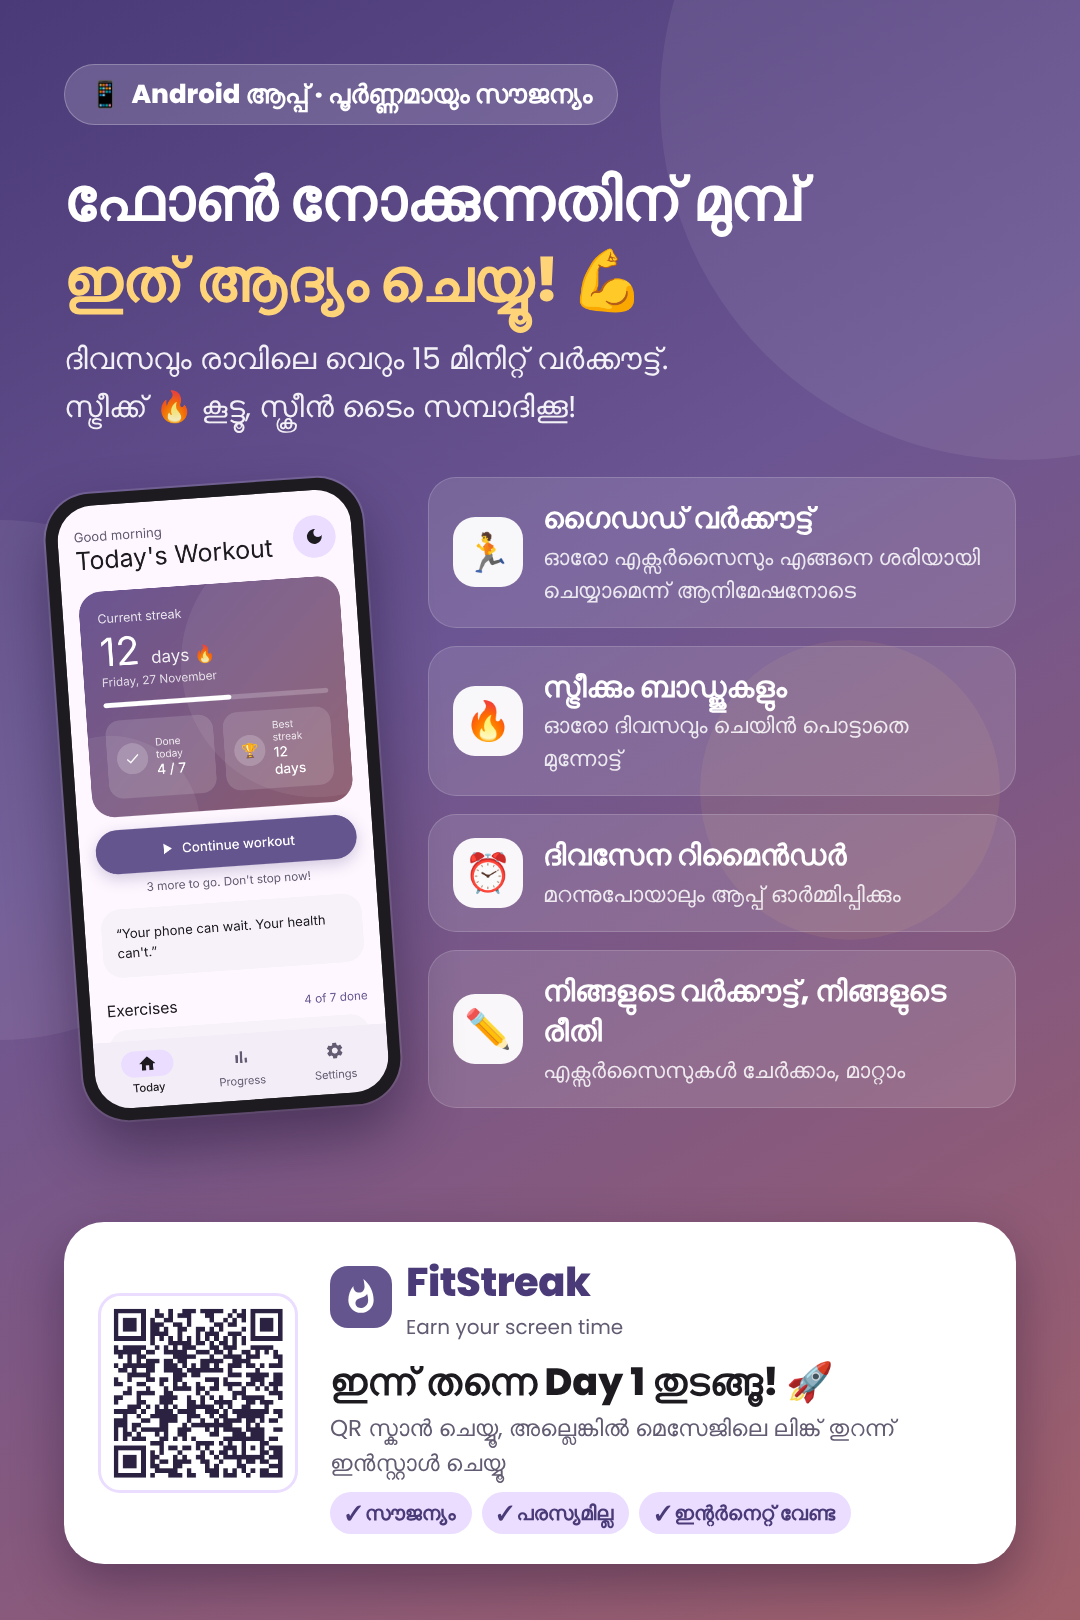 📱 Android ആപ്പ് • പൂർണ്ണമായും സൗജന്യം
ഫോൺ നോക്കുന്നതിന് മുമ്പ്
ഇത് ആദ്യം ചെയ്യൂ! 💪
ദിവസവും രാവിലെ വെറും 15 മിനിറ്റ് വർക്കൗട്ട്.
സ്ട്രീക്ക് 🔥 കൂട്ടൂ, സ്ക്രീൻ ടൈം സമ്പാദിക്കൂ!
Good morning
Today's Workout
Current streak
12 days 🔥
Friday, 27 November
Done
today
4 / 7
Best
streak
12
days
Continue workout
3 more to go. Don't stop now!
“Your phone can wait. Your health
can't.”
Exercises
4 of 7 done
Today
Progress
Settings
ഗൈഡഡ് വർക്കൗട്ട്
ഓരോ എക്സർസൈസും എങ്ങനെ ശരിയായി
ചെയ്യാമെന്ന് ആനിമേഷനോടെ
സ്ട്രീക്കും ബാഡ്ജുകളും
ഓരോ ദിവസവും ചെയിൻ പൊട്ടാതെ
മുന്നോട്ട്
ദിവസേന റിമൈൻഡർ
മറന്നുപോയാലും ആപ്പ് ഓർമ്മിപ്പിക്കും
നിങ്ങളുടെ വർക്കൗട്ട്, നിങ്ങളുടെ
രീതി
എക്സർസൈസുകൾ ചേർക്കാം, മാറ്റാം
FitStreak
Earn your screen time
ഇന്ന് തന്നെ Day 1 തുടങ്ങൂ! 🚀
QR സ്കാൻ ചെയ്യൂ, അല്ലെങ്കിൽ മെസേജിലെ ലിങ്ക് തുറന്ന്
ഇൻസ്റ്റാൾ ചെയ്യൂ
✓ സൗജന്യം
✓ പരസ്യമില്ല
✓ ഇന്റർനെറ്റ് വേണ്ട